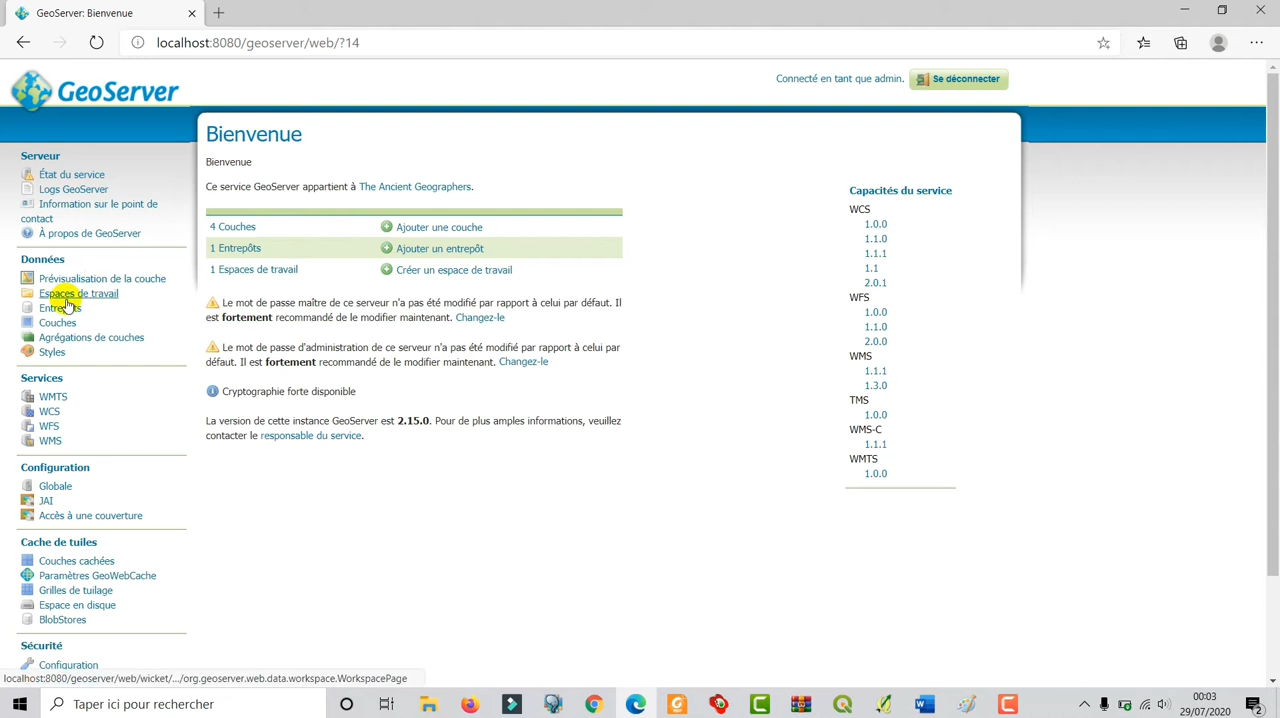 GeoServer: Bienvenue
localhost:8080/geoserver/web/?14
GeoServer
Connecté en tant que admin.
Se déconnecter
Serveur
État du service
Logs GeoServer
Information sur le point de
contact
À propos de GeoServer
Données
Prévisualisation de la couche
Espaces de travail
Entrepôts
Couches
Agrégations de couches
Styles
Services
WMTS
WCS
WFS
WMS
Configuration
Globale
JAI
Accès à une couverture
Cache de tuiles
Couches cachées
Paramètres GeoWebCache
Grilles de tuilage
Espace en disque
BlobStores
Sécurité
Configuration
Bienvenue
Bienvenue
Ce service GeoServer appartient à The Ancient Geographers.
4 Couches Ajouter une couche
1 Entrepôts Ajouter un entrepôt
1 Espaces de travail Créer un espace de travail
Le mot de passe maître de ce serveur n'a pas été modifié par rapport à celui par défaut. Il
est fortement recommandé de le modifier maintenant. Changez-le
Le mot de passe d'administration de ce serveur n'a pas été modifié par rapport à celui par
défaut. Il est fortement recommandé de le modifier maintenant. Changez-le
Cryptographie forte disponible
La version de cette instance GeoServer est 2.15.0. Pour de plus amples informations, veuillez
contacter le responsable du service.
Capacités du service
WCS
1.0.0
1.1.0
1.1.1
1.1
2.0.1
WFS
1.0.0
1.1.0
2.0.0
WMS
1.1.1
1.3.0
TMS
1.0.0
WMS-C
1.1.1
WMTS
1.0.0
localhost:8080/geoserver/web/wicket/.../org.geoserver.web.data.workspace.WorkspacePage
Taper ici pour rechercher
00:03
29/07/2020
2